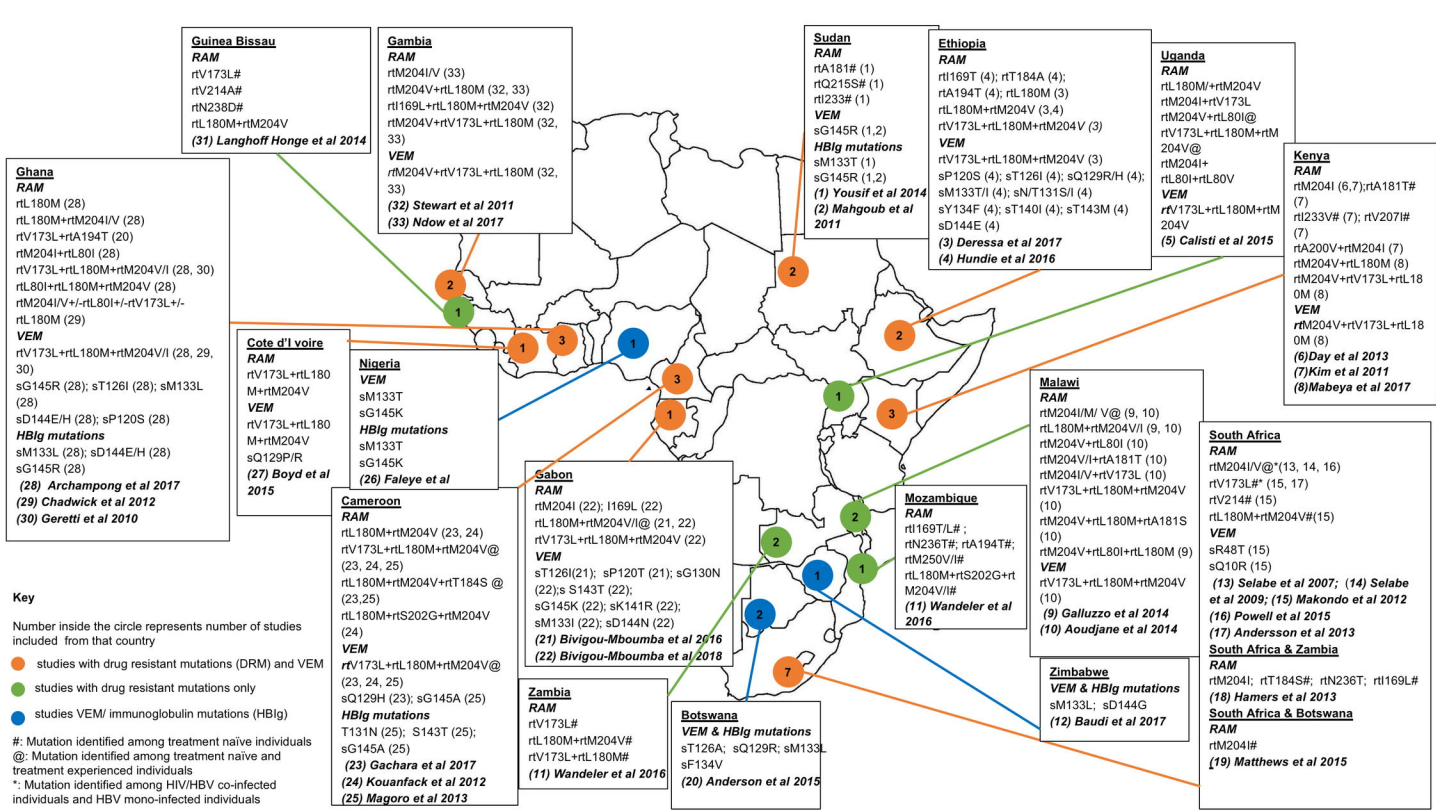 Guinea Bissau
RAM
rtV173L#
rtV214A#
rtN238D#
rtL180M+rtM204V
(31) Langhoff Honge et al 2014
Gambia
RAM
rtM204I/V (33)
rtM204V+rtL180M (32, 33)
rtI169L+rtL180M+rtM204V (32)
rtM204V+rtV173L+rtL180M (32,
33)
VEM
rtM204V+rtV173L+rtL180M (32,
33)
(32) Stewart et al 2011
(33) Ndow et al 2017
Sudan
RAM
rtA181# (1)
rtQ215S# (1)
rtI233# (1)
VEM
sG145R (1,2)
HBIg mutations
sM133T (1)
sG145R (1,2)
(1) Yousif et al 2014
(2) Mahgoub et al
2011
Ethiopia
RAM
rtI169T (4); rtT184A (4);
rtA194T (4); rtL180M (3)
rtL180M+rtM204V (3,4)
rtV173L+rtL180M+rtM204V (3)
VEM
rtV173L+rtL180M+rtM204V (3)
sP120S (4); sT126I (4); sQ129R/H (4);
sM133T/I (4); sN/T131S/I (4)
sY134F (4); sT140I (4); sT143M (4)
sD144E (4)
(3) Deressa et al 2017
(4) Hundie et al 2016
Uganda
RAM
rtL180M/+rtM204V
rtM204I+rtV173L
rtM204V+rtL80I@
rtV173L+rtL180M+rtM
204V@
rtM204I+
rtL80I+rtL80V
VEM
rtV173L+rtL180M+rtM
204V
(5) Calisti et al 2015
Kenya
RAM
rtM204I (6,7);rtA181T#
(7)
rtI233V# (7); rtV207I#
(7)
rtA200V+rtM204I (7)
rtM204V+rtL180M (8)
rtM204V+rtV173L+rtL18
0M (8)
VEM
rtM204V+rtV173L+rtL18
0M (8)
(6)Day et al 2013
(7)Kim et al 2011
(8)Mabeya et al 2017
Ghana
RAM
rtL180M (28)
rtL180M+rtM204I/V (28)
rtV173L+rtA194T (20)
rtM204I+rtL80I (28)
rtV173L+rtL180M+rtM204V/I (28, 30)
rtL80I+rtL180M+rtM204V (28)
rtM204I/V+/-rtL80I+/-rtV173L+/-
rtL180M (29)
VEM
rtV173L+rtL180M+rtM204V/I (28, 29,
30)
sG145R (28); sT126I (28); sM133L
(28)
sD144E/H (28); sP120S (28)
HBIg mutations
sM133L (28); sD144E/H (28)
sG145R (28)
(28) Archampong et al 2017
(29) Chadwick et al 2012
(30) Geretti et al 2010
Cote d'I voire
RAM
rtV173L+rtL180
M+rtM204V
VEM
rtV173L+rtL180
M+rtM204V
sQ129P/R
(27) Boyd et al
2015
Nigeria
VEM
sM133T
sG145K
HBIg mutations
sM133T
sG145K
(26) Faleye et al
Cameroon
RAM
rtL180M+rtM204V (23, 24)
rtV173L+rtL180M+rtM204V@
(23, 24, 25)
rtL180M+rtM204V+rtT184S @
(23,25)
rtL180M+rtS202G+rtM204V
(24)
VEM
rtV173L+rtL180M+rtM204V@
(23, 24, 25)
sQ129H (23); sG145A (25)
HBIg mutations
T131N (25); S143T (25);
sG145A (25)
(23) Gachara et al 2017
(24) Kouanfack et al 2012
(25) Magoro et al 2013
Gabon
RAM
rtM204I (22); I169L (22)
rtL180M+rtM204V/I@ (21, 22)
rtV173L+rtL180M+rtM204V (22)
VEM
sT126I(21); sP120T (21); sG130N
(22);s S143T (22);
sG145K (22); sK141R (22);
sM133I (22); sD144N (22)
(21) Bivigou-Mboumba et al 2016
(22) Bivigou-Mboumba et al 2018
Zambia
RAM
rtV173L#
rtL180M+rtM204V#
rtV173L+rtL180M#
(11) Wandeler et al 2016
Botswana
VEM & HBIg mutations
sT126A; sQ129R; sM133L
sF134V
(20) Anderson et al 2015
Mozambique
RAM
rtI169T/L# ;
rtN236T#; rtA194T#;
rtM250V/I#
rtL180M+rtS202G+rt
M204V/I#
(11) Wandeler et al
2016
Malawi
RAM
rtM204I/M/ V@ (9, 10)
rtL180M+rtM204V/I (9, 10)
rtM204V+rtL80I (10)
rtM204V/I+rtA181T (10)
rtM204I/V+rtV173L (10)
rtV173L+rtL180M+rtM204V
(10)
rtM204V+rtL180M+rtA181S
(10)
rtM204V+rtL80I+rtL180M (9)
VEM
rtV173L+rtL180M+rtM204V
(10)
(9) Galluzzo et al 2014
(10) Aoudjane et al 2014
Zimbabwe
VEM & HBIg mutations
sM133L; sD144G
(12) Baudi et al 2017
South Africa
RAM
rtM204I/V@*(13, 14, 16)
rtV173L#* (15, 17)
rtV214# (15)
rtL180M+rtM204V#(15)
VEM
sR48T (15)
sQ10R (15)
(13) Selabe et al 2007; (14) Selabe
et al 2009; (15) Makondo et al 2012
(16) Powell et al 2015
(17) Andersson et al 2013
South Africa & Zambia
RAM
rtM204I; rtT184S#; rtN236T; rtI169L#
(18) Hamers et al 2013
South Africa & Botswana
RAM
rtM204I#
(19) Matthews et al 2015
2
1
1
3
1
3
1
2
2
1
3
2
2
1
1
2
7
Key
Number inside the circle represents number of studies
included from that country
studies with drug resistant mutations (DRM) and VEM
studies with drug resistant mutations only
studies VEM/ immunoglobulin mutations (HBIg)
#: Mutation identified among treatment naïve individuals
@: Mutation identified among treatment naïve and
treatment experienced individuals
*: Mutation identified among HIV/HBV co-infected
individuals and HBV mono-infected individuals